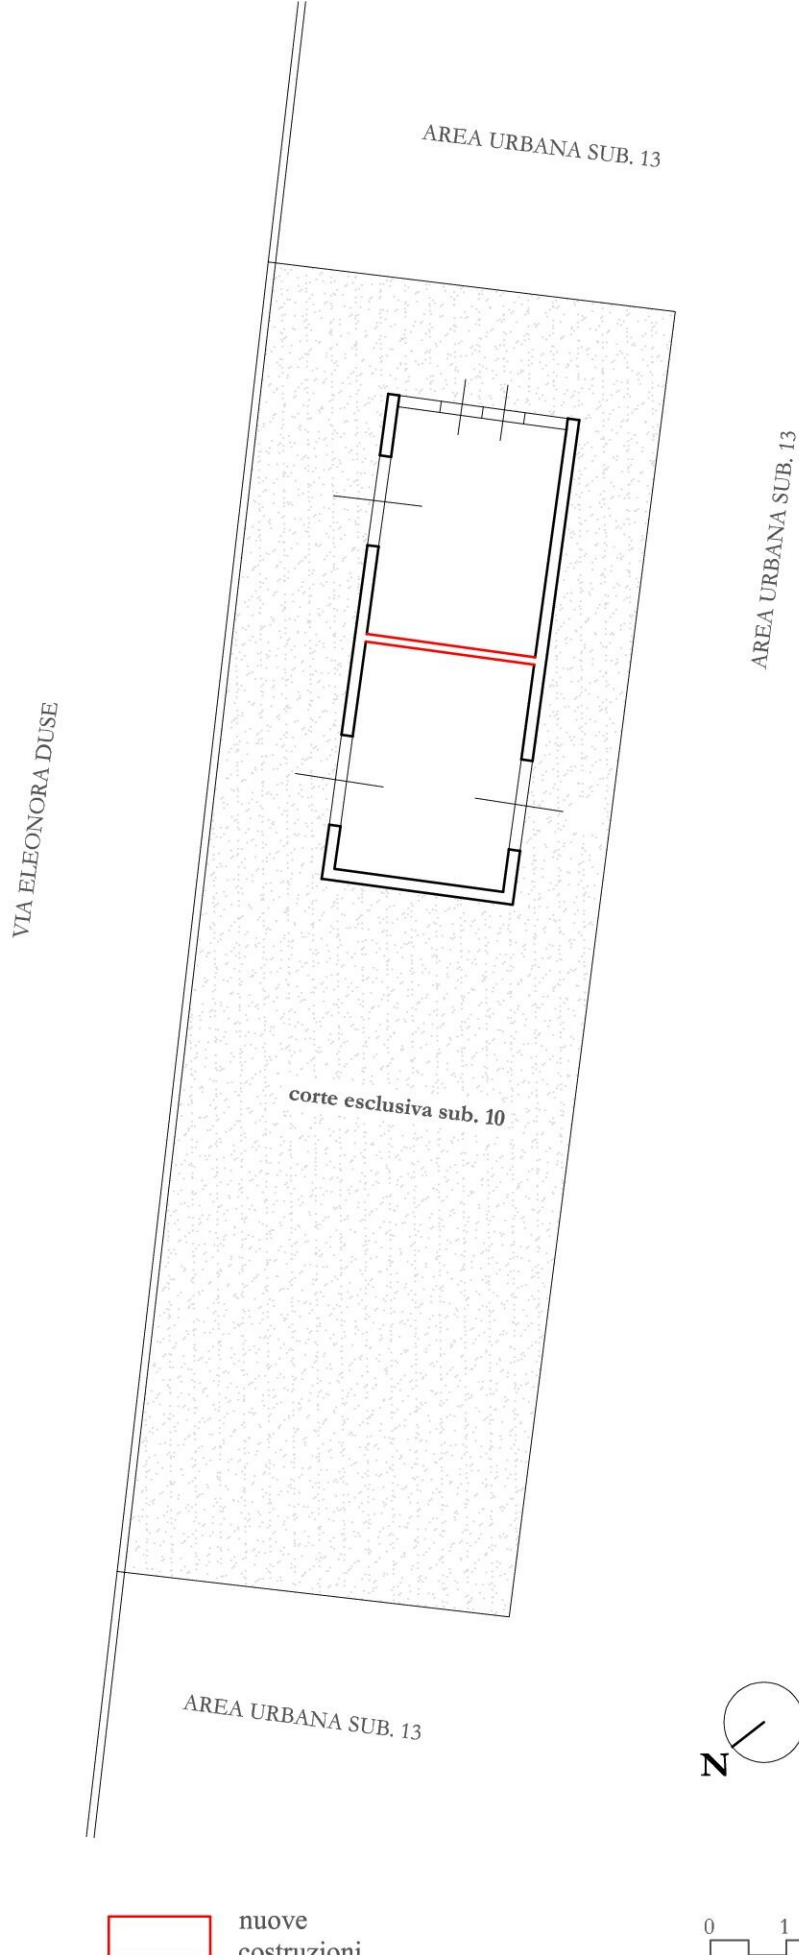 AREA URBANA SUB. 13
AREA URBANA SUB. 13
VIA ELEONORA DUSE
corte esclusiva sub. 10
AREA URBANA SUB. 13
N
nuove
costruzioni
0 1